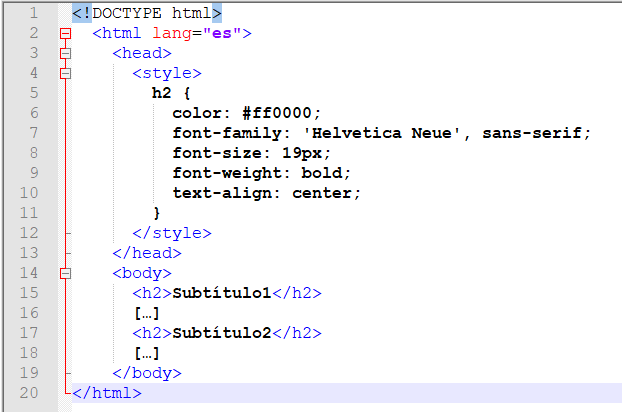 1 <!DOCTYPE html>
2 <html lang="es">
3 <head>
4 <style>
5 h2 {
6 color: #ff0000;
7 font-family: 'Helvetica Neue', sans-serif;
8 font-size: 19px;
9 font-weight: bold;
10 text-align: center;
11 }
12 </style>
13 </head>
14 <body>
15 <h2>Subtítulo1</h2>
16 […]
17 <h2>Subtítulo2</h2>
18 […]
19 </body>
20 </html>